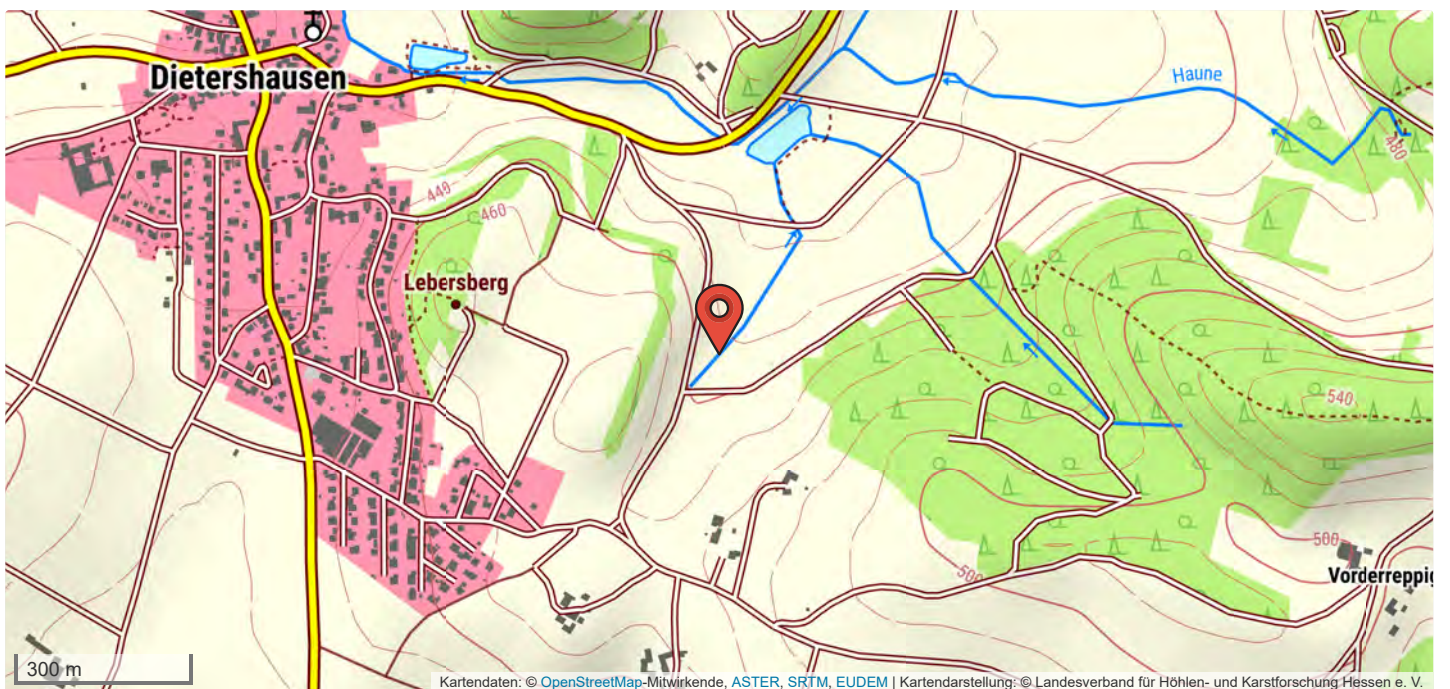 Dietershausen
Haune
480
440
460
Lebersberg
540
500
500
Vorderreppig
300 m
Kartendaten: © OpenStreetMap-Mitwirkende, ASTER, SRTM, EUDEM | Kartendarstellung: © Landesverband für Höhlen- und Karstforschung Hessen e. V.